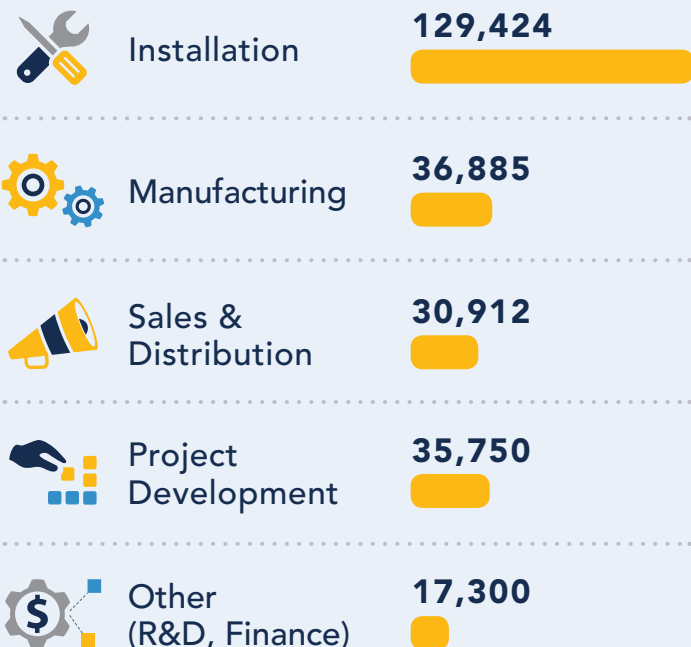 129,424
Installation
36,885
Manufacturing
Sales &
30,912
Distribution
Project
35,750
Development
Other
17,300
(R&D, Finance)
$